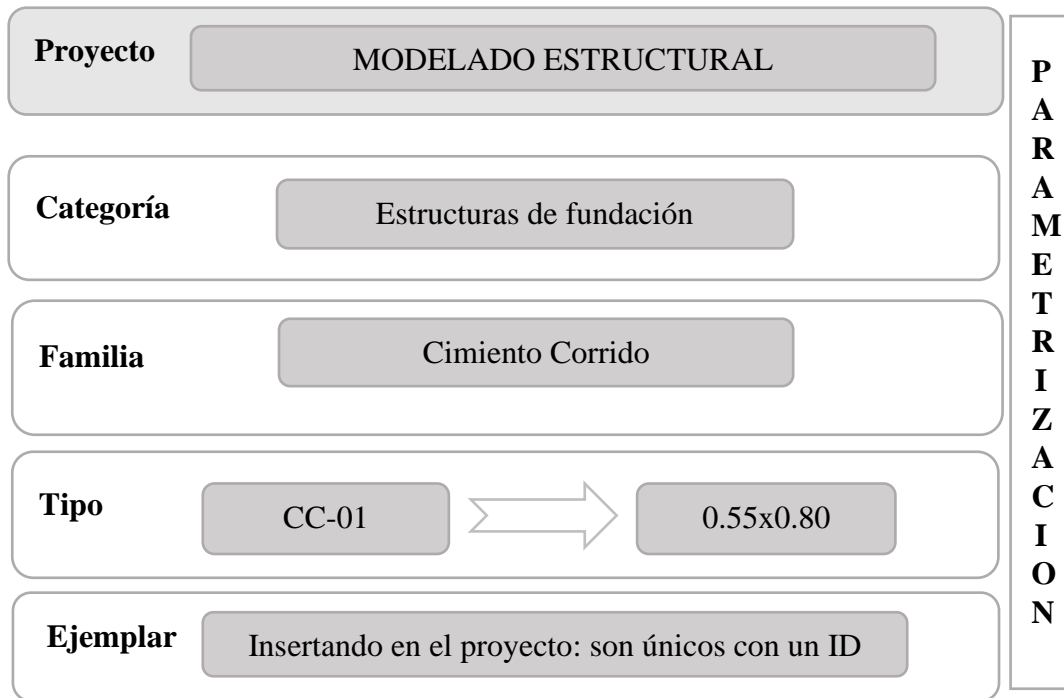 Proyecto
MODELADO ESTRUCTURAL
Categoría
Estructuras de fundación
Familia
Cimiento Corrido
Tipo
CC-01
0.55x0.80
Ejemplar
Insertando en el proyecto: son únicos con un ID
P
A
R
A
M
E
T
R
I
Z
A
C
I
O
N